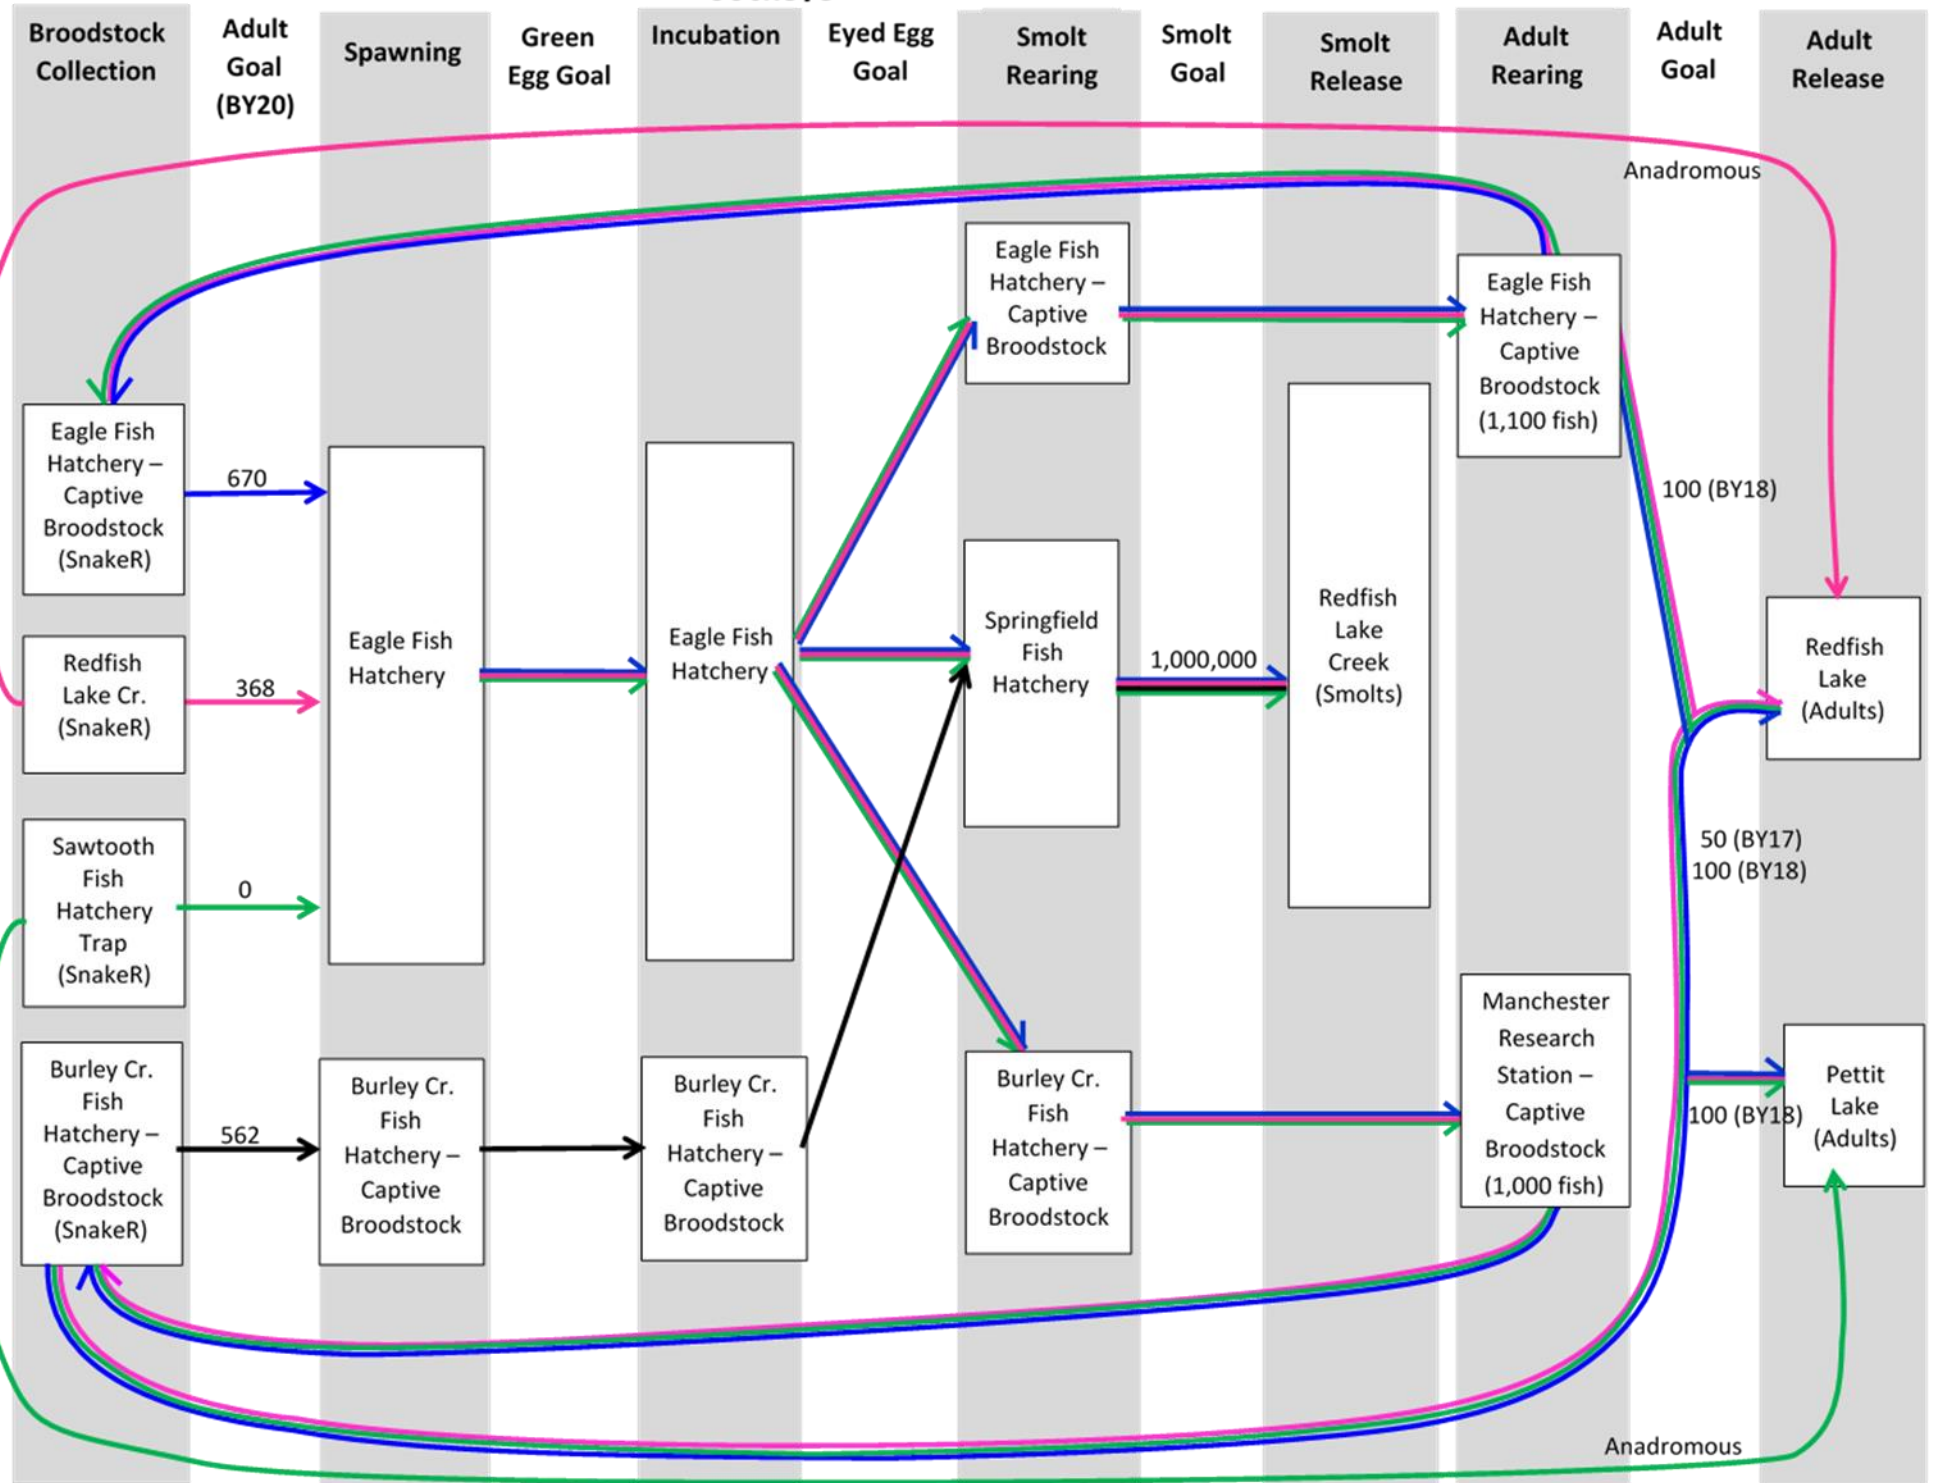 Broodstock
Collection
Adult
Goal
(BY20)
Spawning
Green
Egg Goal
Incubation
Eyed Egg
Goal
Smolt
Rearing
Smolt
Goal
Smolt
Release
Adult
Rearing
Adult
Goal
Adult
Release
Anadromous
Eagle Fish
Hatchery –
Captive
Broodstock
(SnakeR)
670
Redfish
Lake Cr.
(SnakeR)
368
Sawtooth
Fish
Hatchery
Trap
(SnakeR)
0
Burley Cr.
Fish
Hatchery –
Captive
Broodstock
(SnakeR)
562
Eagle Fish
Hatchery
Burley Cr.
Fish
Hatchery –
Captive
Broodstock
Eagle Fish
Hatchery
Burley Cr.
Fish
Hatchery –
Captive
Broodstock
Eagle Fish
Hatchery –
Captive
Broodstock
Springfield
Fish
Hatchery
1,000,000
Burley Cr.
Fish
Hatchery –
Captive
Broodstock
Redfish
Lake
Creek
(Smolts)
Eagle Fish
Hatchery –
Captive
Broodstock
(1,100 fish)
Manchester
Research
Station –
Captive
Broodstock
(1,000 fish)
100 (BY18)
50 (BY17)
100 (BY18)
100 (BY18)
Redfish
Lake
(Adults)
Pettit
Lake
(Adults)
Anadromous